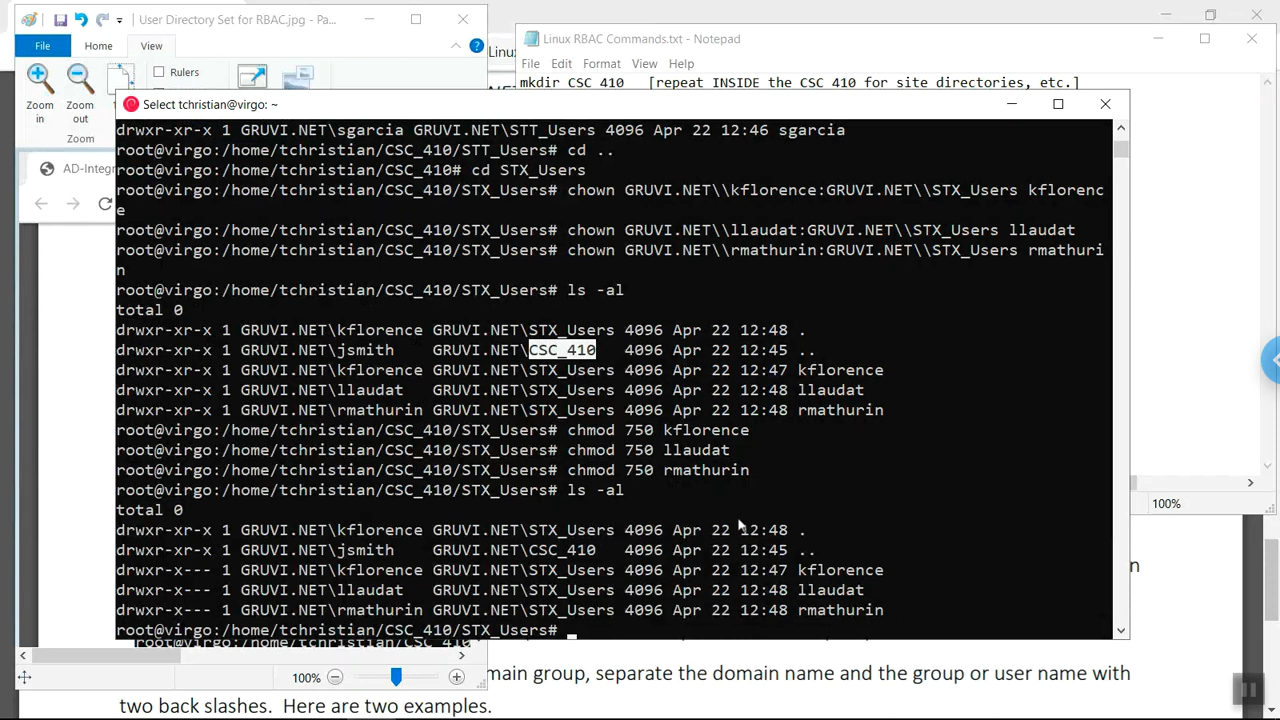 User Directory Set for RBAC.jpg - Pa...
File Home View
Zoom in
Zoom out
Rulers
Zoom
AD-Integr
Linux
Linux RBAC Commands.txt - Notepad
File Edit Format View Help
mkdir CSC_410 [repeat INSIDE the CSC_410 for site directories, etc.]
Select tchristian@virgo: ~
drwxr-xr-x 1 GRUVI.NET\sgarcia GRUVI.NET\STT_Users 4096 Apr 22 12:46 sgarcia
root@virgo:/home/tchristian/CSC_410/STT_Users# cd ..
root@virgo:/home/tchristian/CSC_410# cd STX_Users
root@virgo:/home/tchristian/CSC_410/STX_Users# chown GRUVI.NET\\kflorence:GRUVI.NET\\STX_Users kflorenc
e
root@virgo:/home/tchristian/CSC_410/STX_Users# chown GRUVI.NET\\llaudat:GRUVI.NET\\STX_Users llaudat
root@virgo:/home/tchristian/CSC_410/STX_Users# chown GRUVI.NET\\rmathurin:GRUVI.NET\\STX_Users rmathuri
n
root@virgo:/home/tchristian/CSC_410/STX_Users# ls -al
total 0
drwxr-xr-x 1 GRUVI.NET\kflorence GRUVI.NET\STX_Users 4096 Apr 22 12:48 .
drwxr-xr-x 1 GRUVI.NET\jsmith GRUVI.NET\CSC_410 4096 Apr 22 12:45 ..
drwxr-xr-x 1 GRUVI.NET\kflorence GRUVI.NET\STX_Users 4096 Apr 22 12:47 kflorence
drwxr-xr-x 1 GRUVI.NET\llaudat GRUVI.NET\STX_Users 4096 Apr 22 12:48 llaudat
drwxr-xr-x 1 GRUVI.NET\rmathurin GRUVI.NET\STX_Users 4096 Apr 22 12:48 rmathurin
root@virgo:/home/tchristian/CSC_410/STX_Users# chmod 750 kflorence
root@virgo:/home/tchristian/CSC_410/STX_Users# chmod 750 llaudat
root@virgo:/home/tchristian/CSC_410/STX_Users# chmod 750 rmathurin
root@virgo:/home/tchristian/CSC_410/STX_Users# ls -al
total 0
drwxr-xr-x 1 GRUVI.NET\kflorence GRUVI.NET\STX_Users 4096 Apr 22 12:48 .
drwxr-xr-x 1 GRUVI.NET\jsmith GRUVI.NET\CSC_410 4096 Apr 22 12:45 ..
drwxr-x--- 1 GRUVI.NET\kflorence GRUVI.NET\STX_Users 4096 Apr 22 12:47 kflorence
drwxr-x--- 1 GRUVI.NET\llaudat GRUVI.NET\STX_Users 4096 Apr 22 12:48 llaudat
drwxr-x--- 1 GRUVI.NET\rmathurin GRUVI.NET\STX_Users 4096 Apr 22 12:48 rmathurin
root@virgo:/home/tchristian/CSC_410/STX_Users#
100%
n
100%
main group, separate the domain name and the group or user name with
two back slashes. Here are two examples.